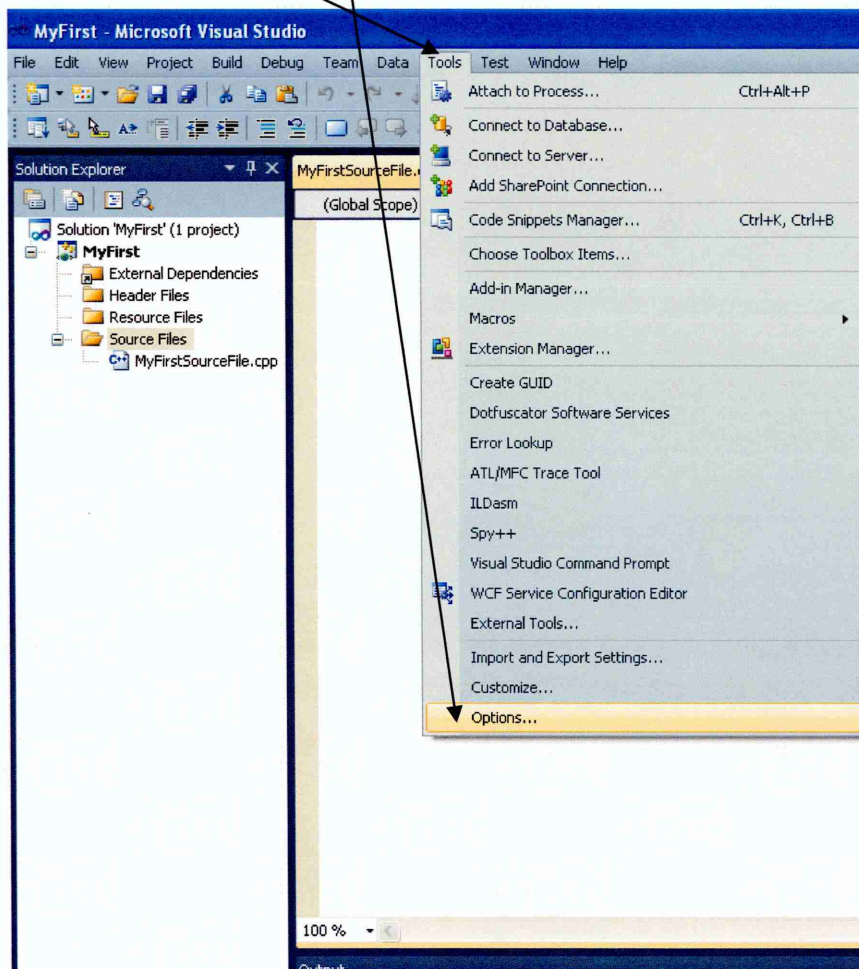 MyFirst - Microsoft Visual Studio
File Edit View Project Build Debug Team Data Tools Test Window Help
Solution Explorer
Solution 'MyFirst' (1 project)
MyFirst
External Dependencies
Header Files
Resource Files
Source Files
MyFirstSourceFile.cpp
MyFirstSourceFile.
(Global Scope)
Attach to Process... Ctrl+Alt+P
Connect to Database...
Connect to Server...
Add SharePoint Connection...
Code Snippets Manager... Ctrl+K, Ctrl+B
Choose Toolbox Items...
Add-in Manager...
Macros
Extension Manager...
Create GUID
Dotfuscator Software Services
Error Lookup
ATL/MFC Trace Tool
ILDasm
Spy++
Visual Studio Command Prompt
WCF Service Configuration Editor
External Tools...
Import and Export Settings...
Customize...
Options...
100 %
Output